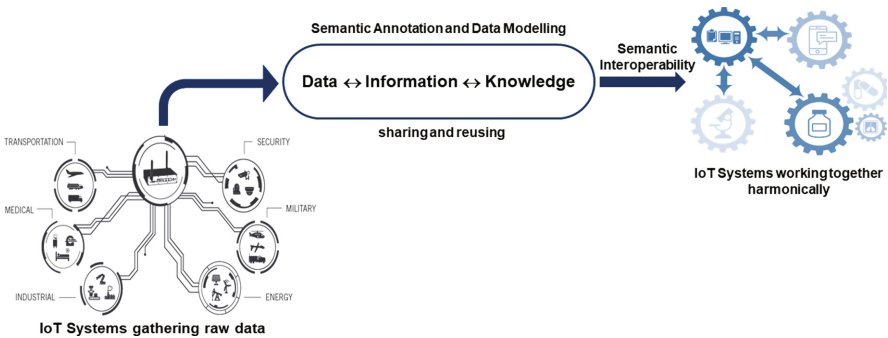 Semantic Annotation and Data Modelling
Data ↔ Information ↔ Knowledge
sharing and reusing
Semantic
Interoperability
IoT Systems working together
harmonically
TRANSPORTATION
SECURITY
MEDICAL
MILITARY
INDUSTRIAL
ENERGY
IoT Systems gathering raw data